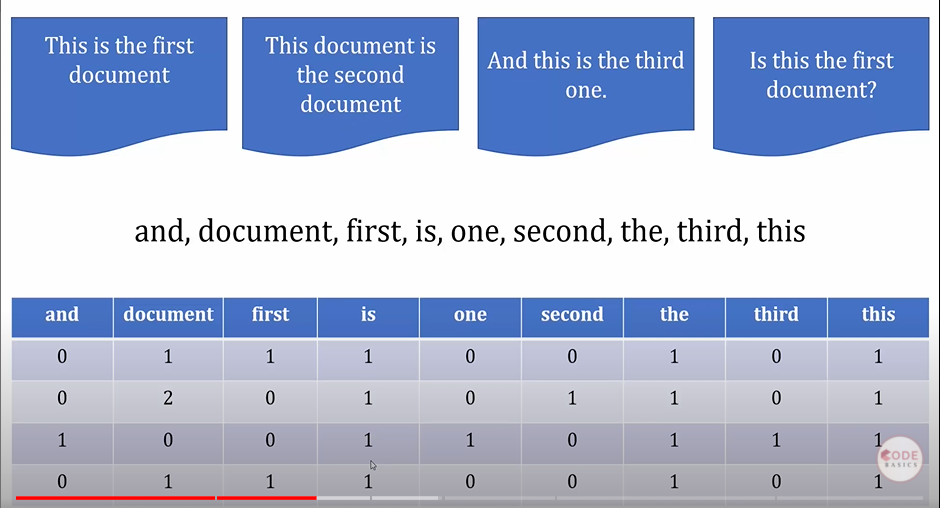 This is the first
document
This document is
the second
document
And this is the third
one.
Is this the first
document?
and, document, first, is, one, second, the, third, this
and document first is one second the third this
0 1 1 1 0 0 1 0 1
0 2 0 1 0 1 1 0 1
1 0 0 1 1 0 1 1 1
0 1 1 1 0 0 1 0 1
CODE
BASICS